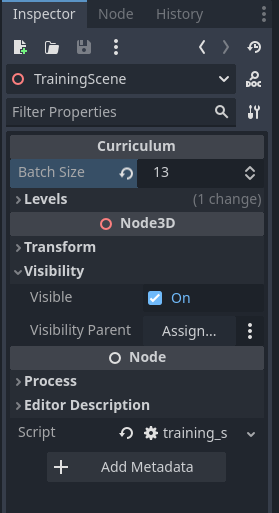 Inspector Node History
TrainingScene
DOC
Filter Properties
Curriculum
Batch Size 13
Levels (1 change)
Node3D
Transform
Visibility
Visible On
Visibility Parent Assign...
Node
Process
Editor Description
Script training_s
Add Metadata